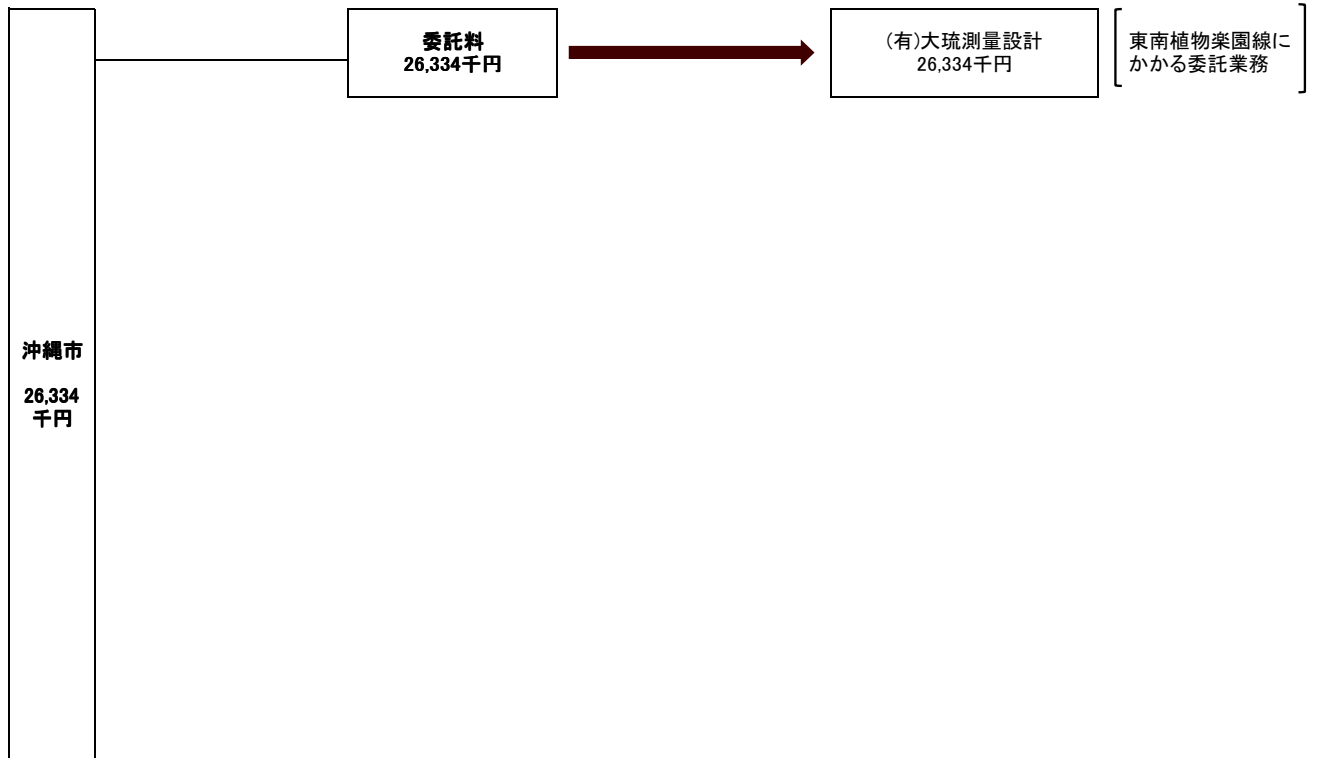 委託料
26,334千円
(有)大琉測量設計
26,334千円
東南植物楽園線に
かかる委託業務
沖縄市
26,334
千円